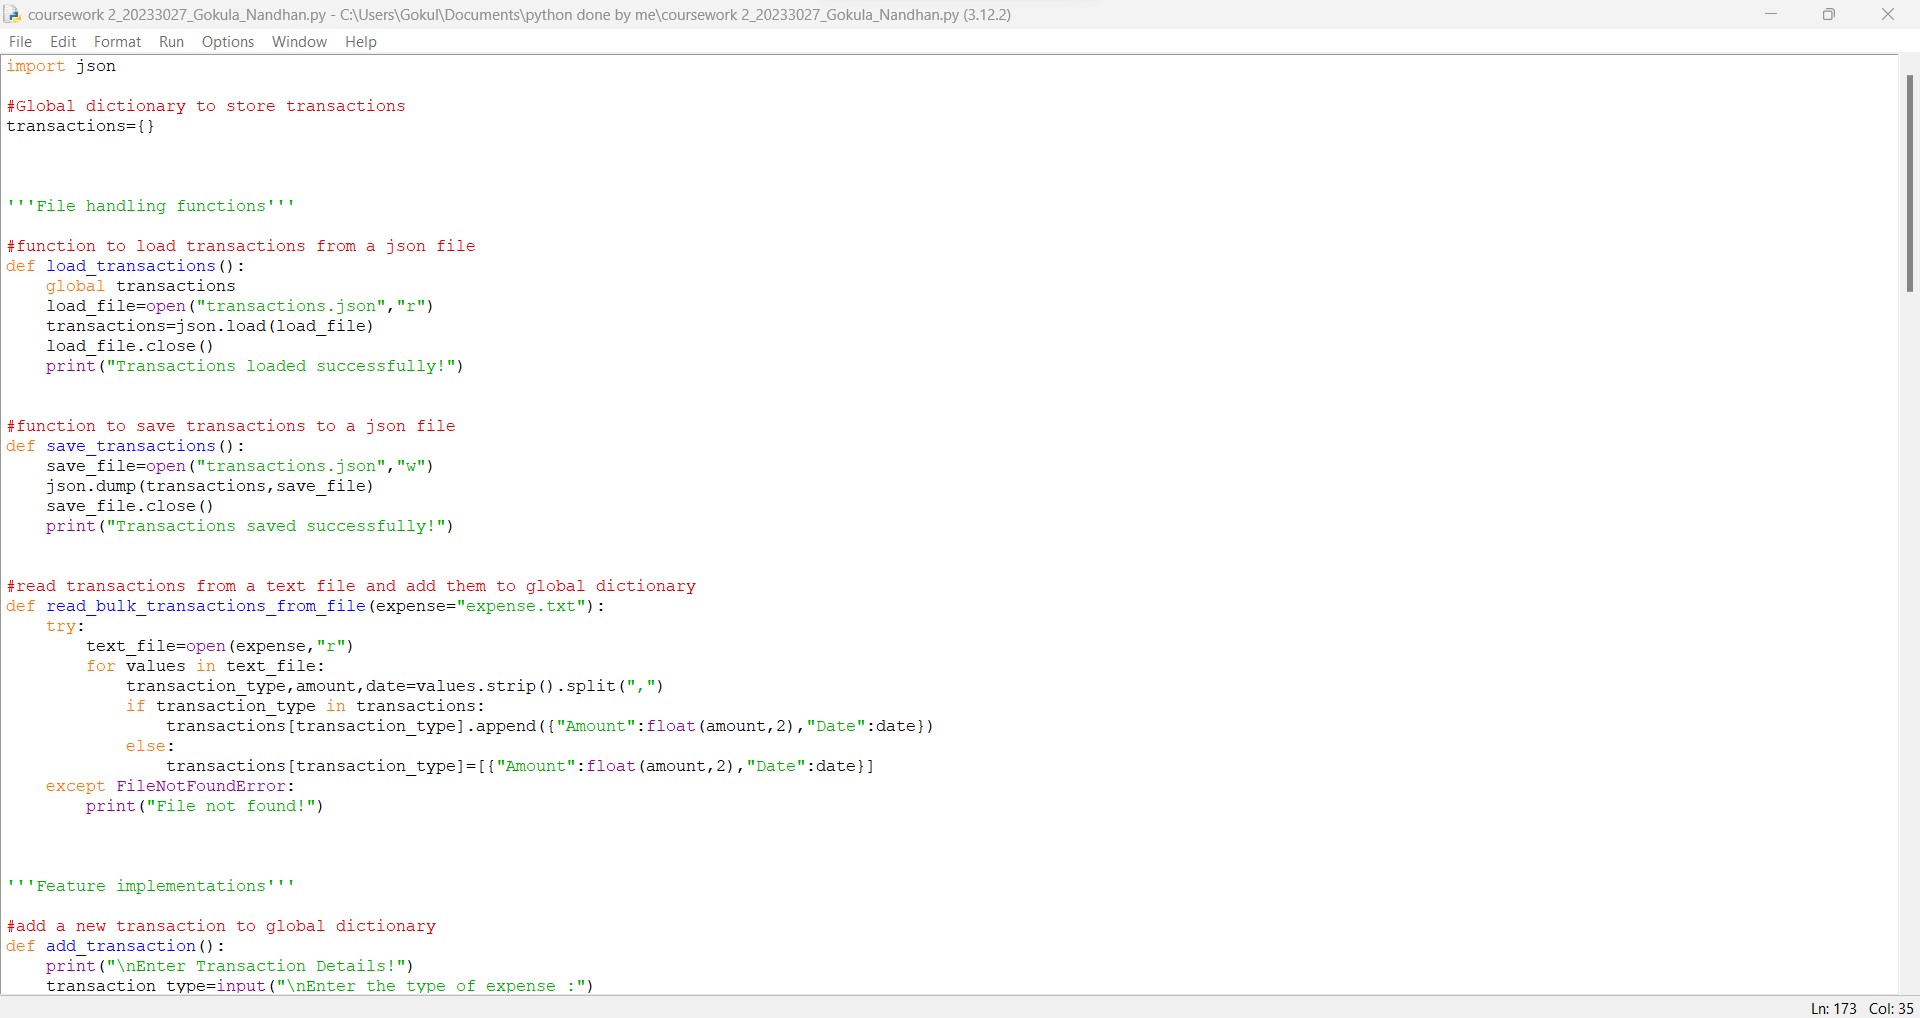 coursework 2_20233027_Gokula_Nandhan.py - C:\Users\Gokul\Documents\python done by me\coursework 2_20233027_Gokula_Nandhan.py (3.12.2)
File Edit Format Run Options Window Help
import json

#Global dictionary to store transactions
transactions={}

'''File handling functions'''

#function to load transactions from a json file
def load_transactions():
    global transactions
    load_file=open("transactions.json","r")
    transactions=json.load(load_file)
    load_file.close()
    print("Transactions loaded successfully!")

#function to save transactions to a json file
def save_transactions():
    save_file=open("transactions.json","w")
    json.dump(transactions,save_file)
    save_file.close()
    print("Transactions saved successfully!")

#read transactions from a text file and add them to global dictionary
def read_bulk_transactions_from_file(expense="expense.txt"):
    try:
        text_file=open(expense,"r")
        for values in text_file:
            transaction_type,amount,date=values.strip().split(",")
            if transaction_type in transactions:
                transactions[transaction_type].append({"Amount":float(amount,2),"Date":date})
            else:
                transactions[transaction_type]=[{"Amount":float(amount,2),"Date":date}]
    except FileNotFoundError:
        print("File not found!")

'''Feature implementations'''

#add a new transaction to global dictionary
def add_transaction():
    print("\nEnter Transaction Details!")
    transaction_type=input("\nEnter the type of expense :")
Ln: 173 Col: 35